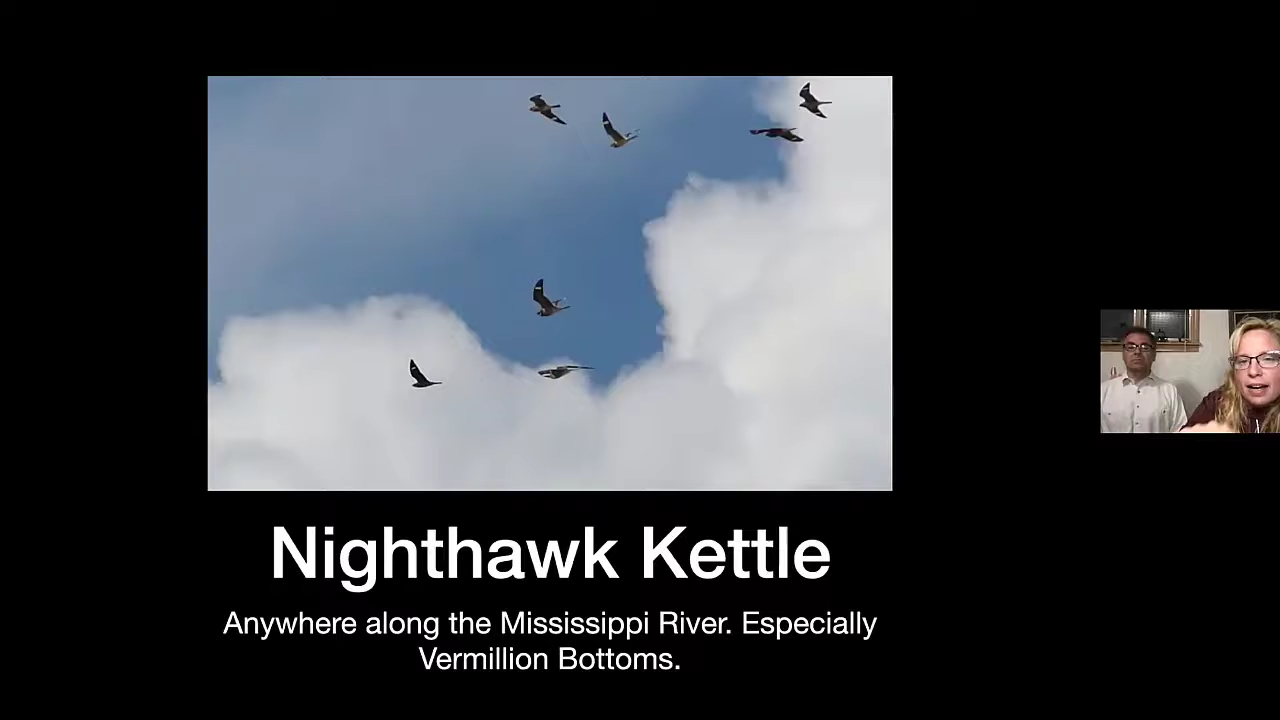 Nighthawk Kettle
Anywhere along the Mississippi River. Especially
Vermillion Bottoms.